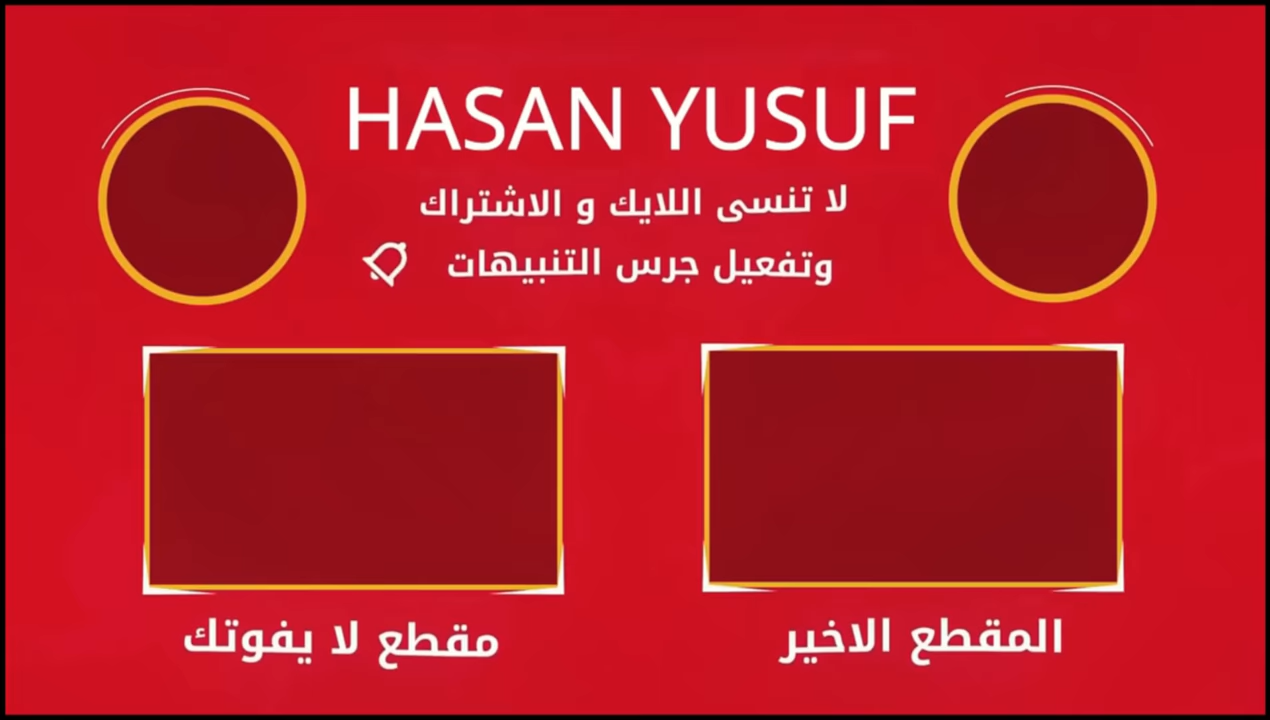 HASAN YUSUF
لا تنسى اللايك و الاشتراك
وتفعيل جرس التنبيهات
المقطع الاخير
مقطع لا يفوتك